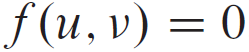 f(u, ν) = 0